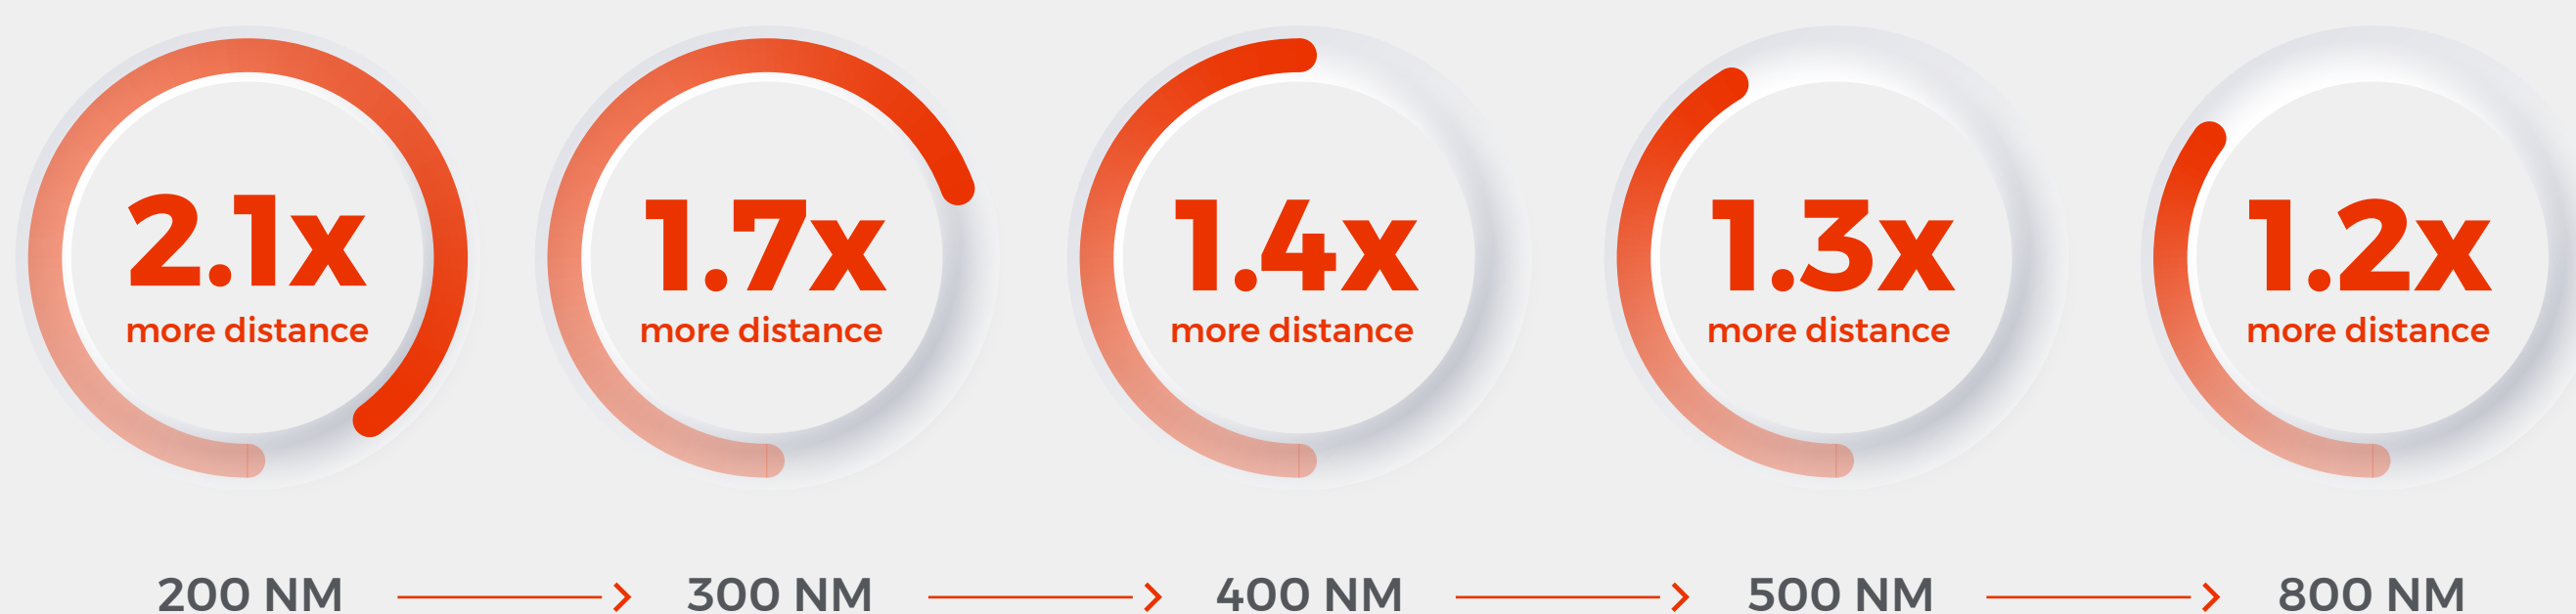 2.1x
more distance
1.7x
more distance
1.4x
more distance
1.3x
more distance
1.2x
more distance
200 NM
300 NM
400 NM
500 NM
800 NM